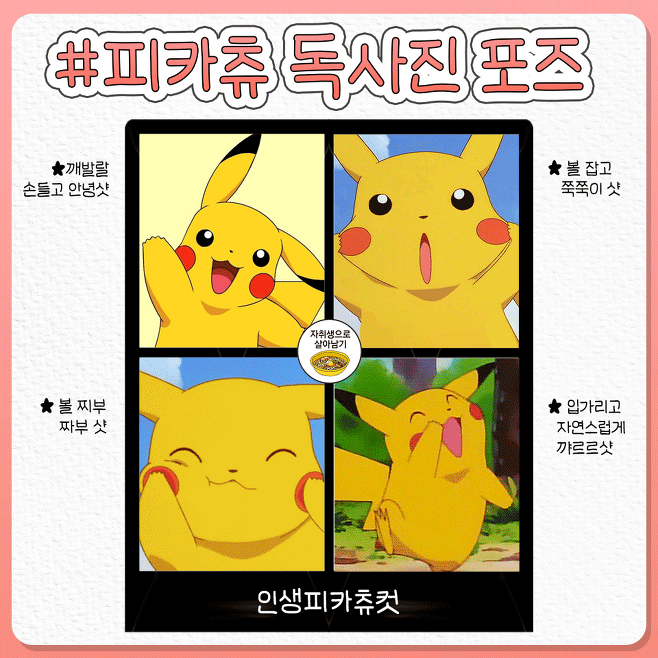 #피카츄 독사진 포즈
★깨발랄
손들고 안녕샷
★ 볼 잡고
쭉쭉이 샷
자취생으로
살아남기
★ 볼 찌부
짜부 샷
★ 입가리고
자연스럽게
꺄르르샷
인생피카츄컷